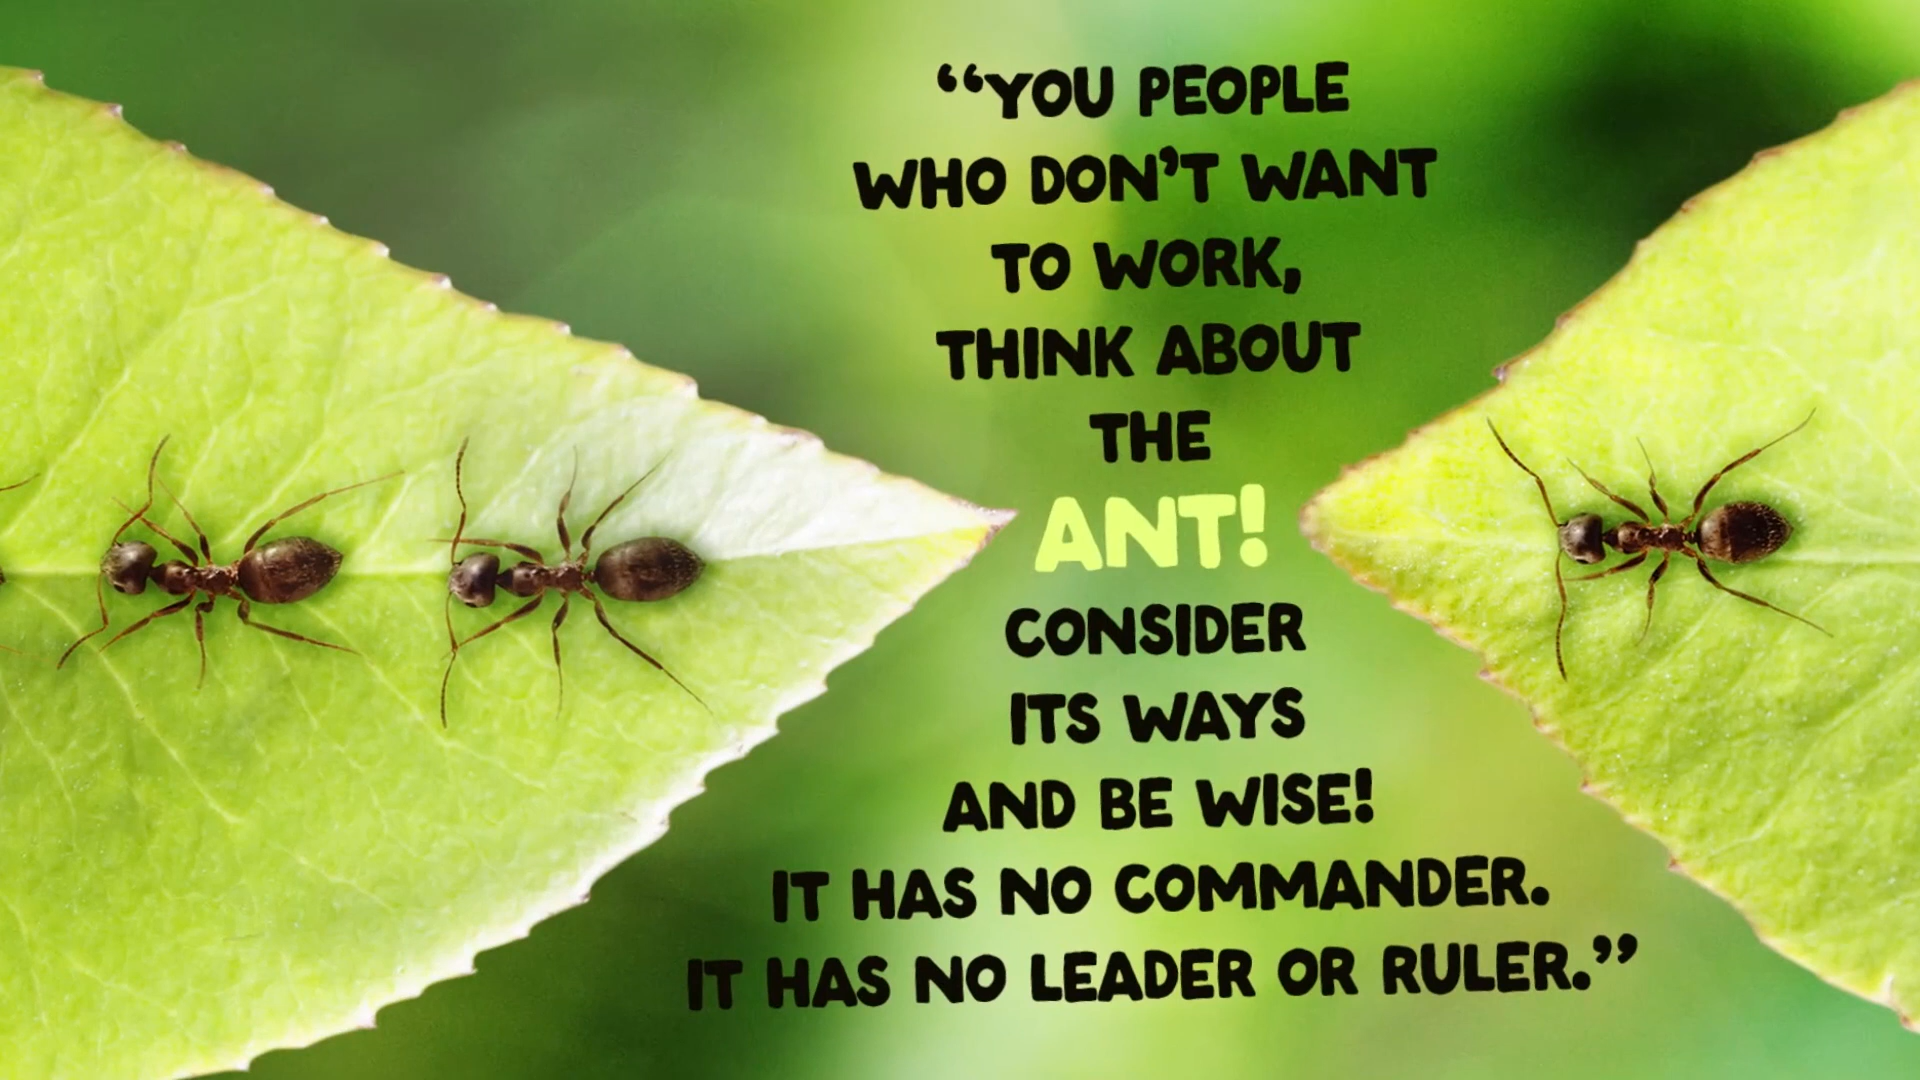 “YOU PEOPLE
WHO DON’T WANT
TO WORK,
THINK ABOUT
THE
ANT!
CONSIDER
ITS WAYS
AND BE WISE!
IT HAS NO COMMANDER.
IT HAS NO LEADER OR RULER.”